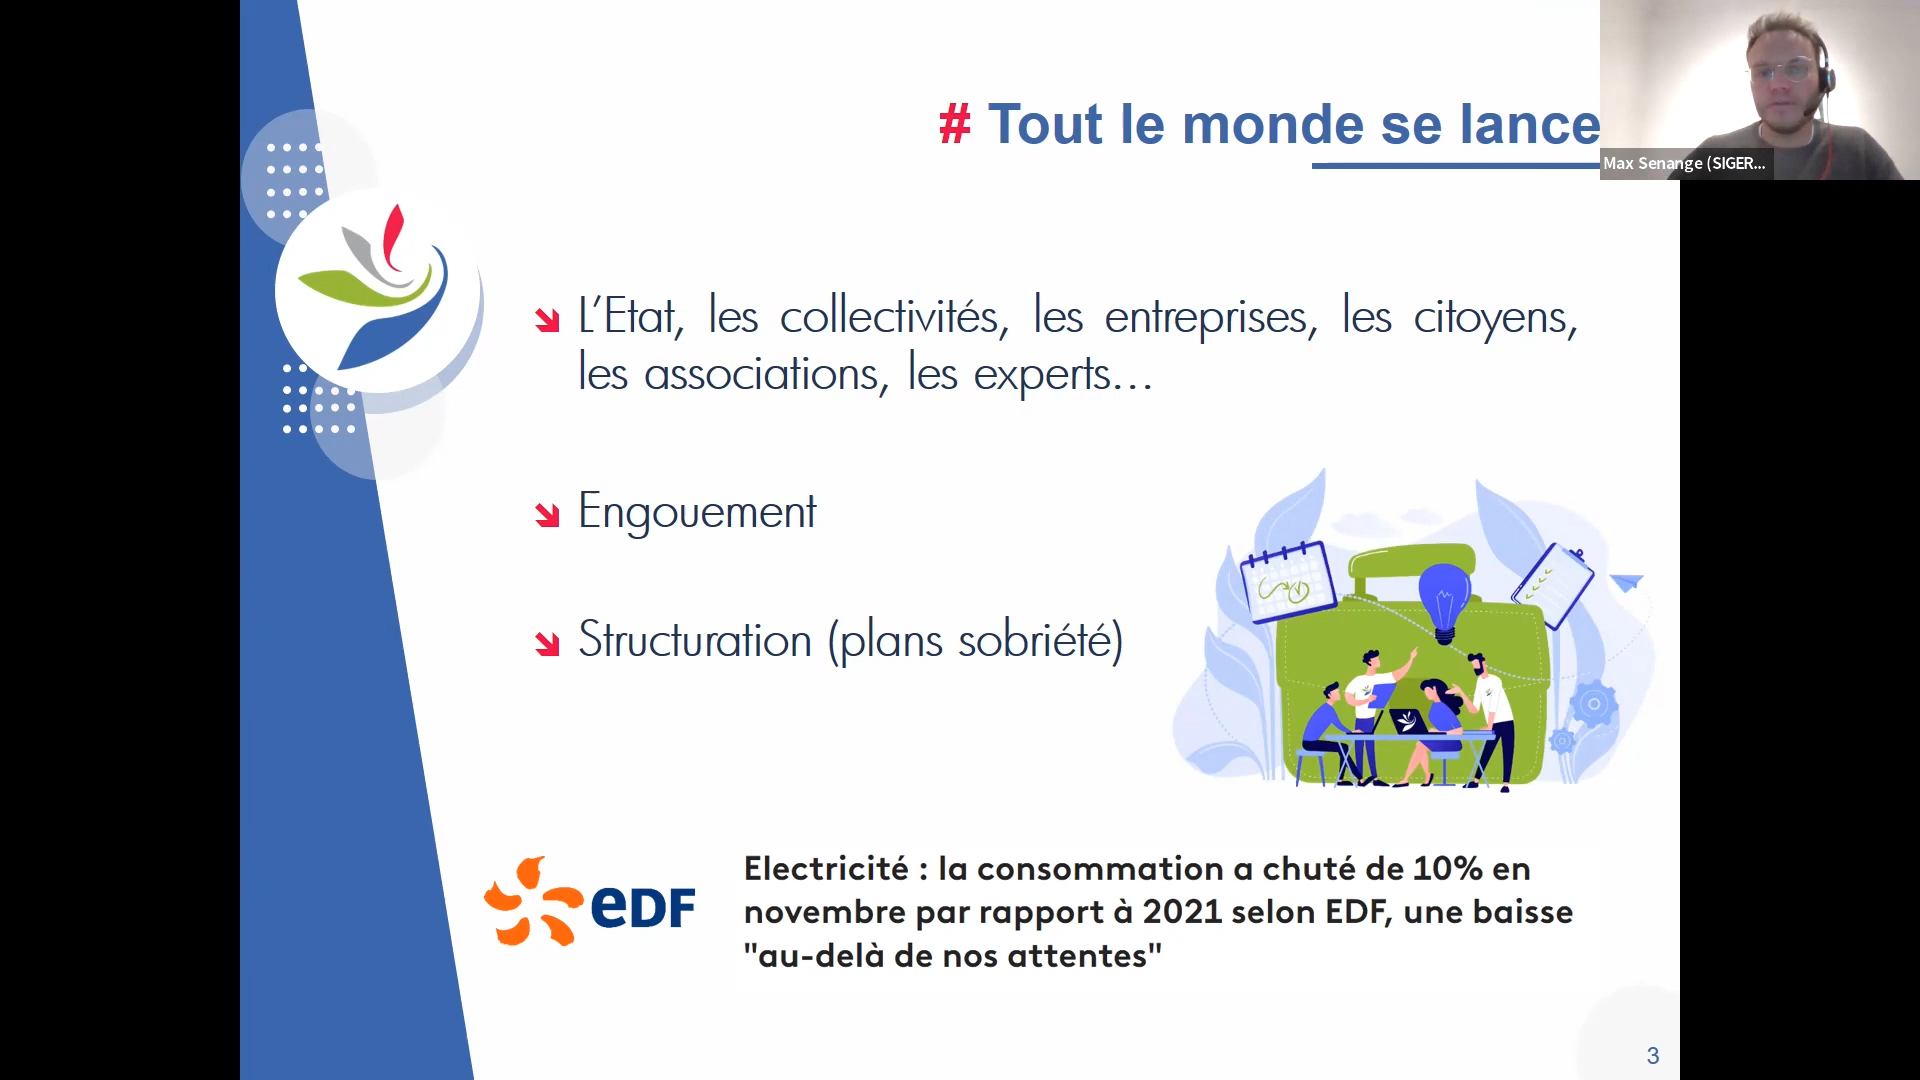 # Tout le monde se lance
Max Senange (SIGER...
L’Etat, les collectivités, les entreprises, les citoyens,
les associations, les experts…
Engouement
Structuration (plans sobriété)
eDF
Electricité : la consommation a chuté de 10% en
novembre par rapport à 2021 selon EDF, une baisse
"au-delà de nos attentes"
3